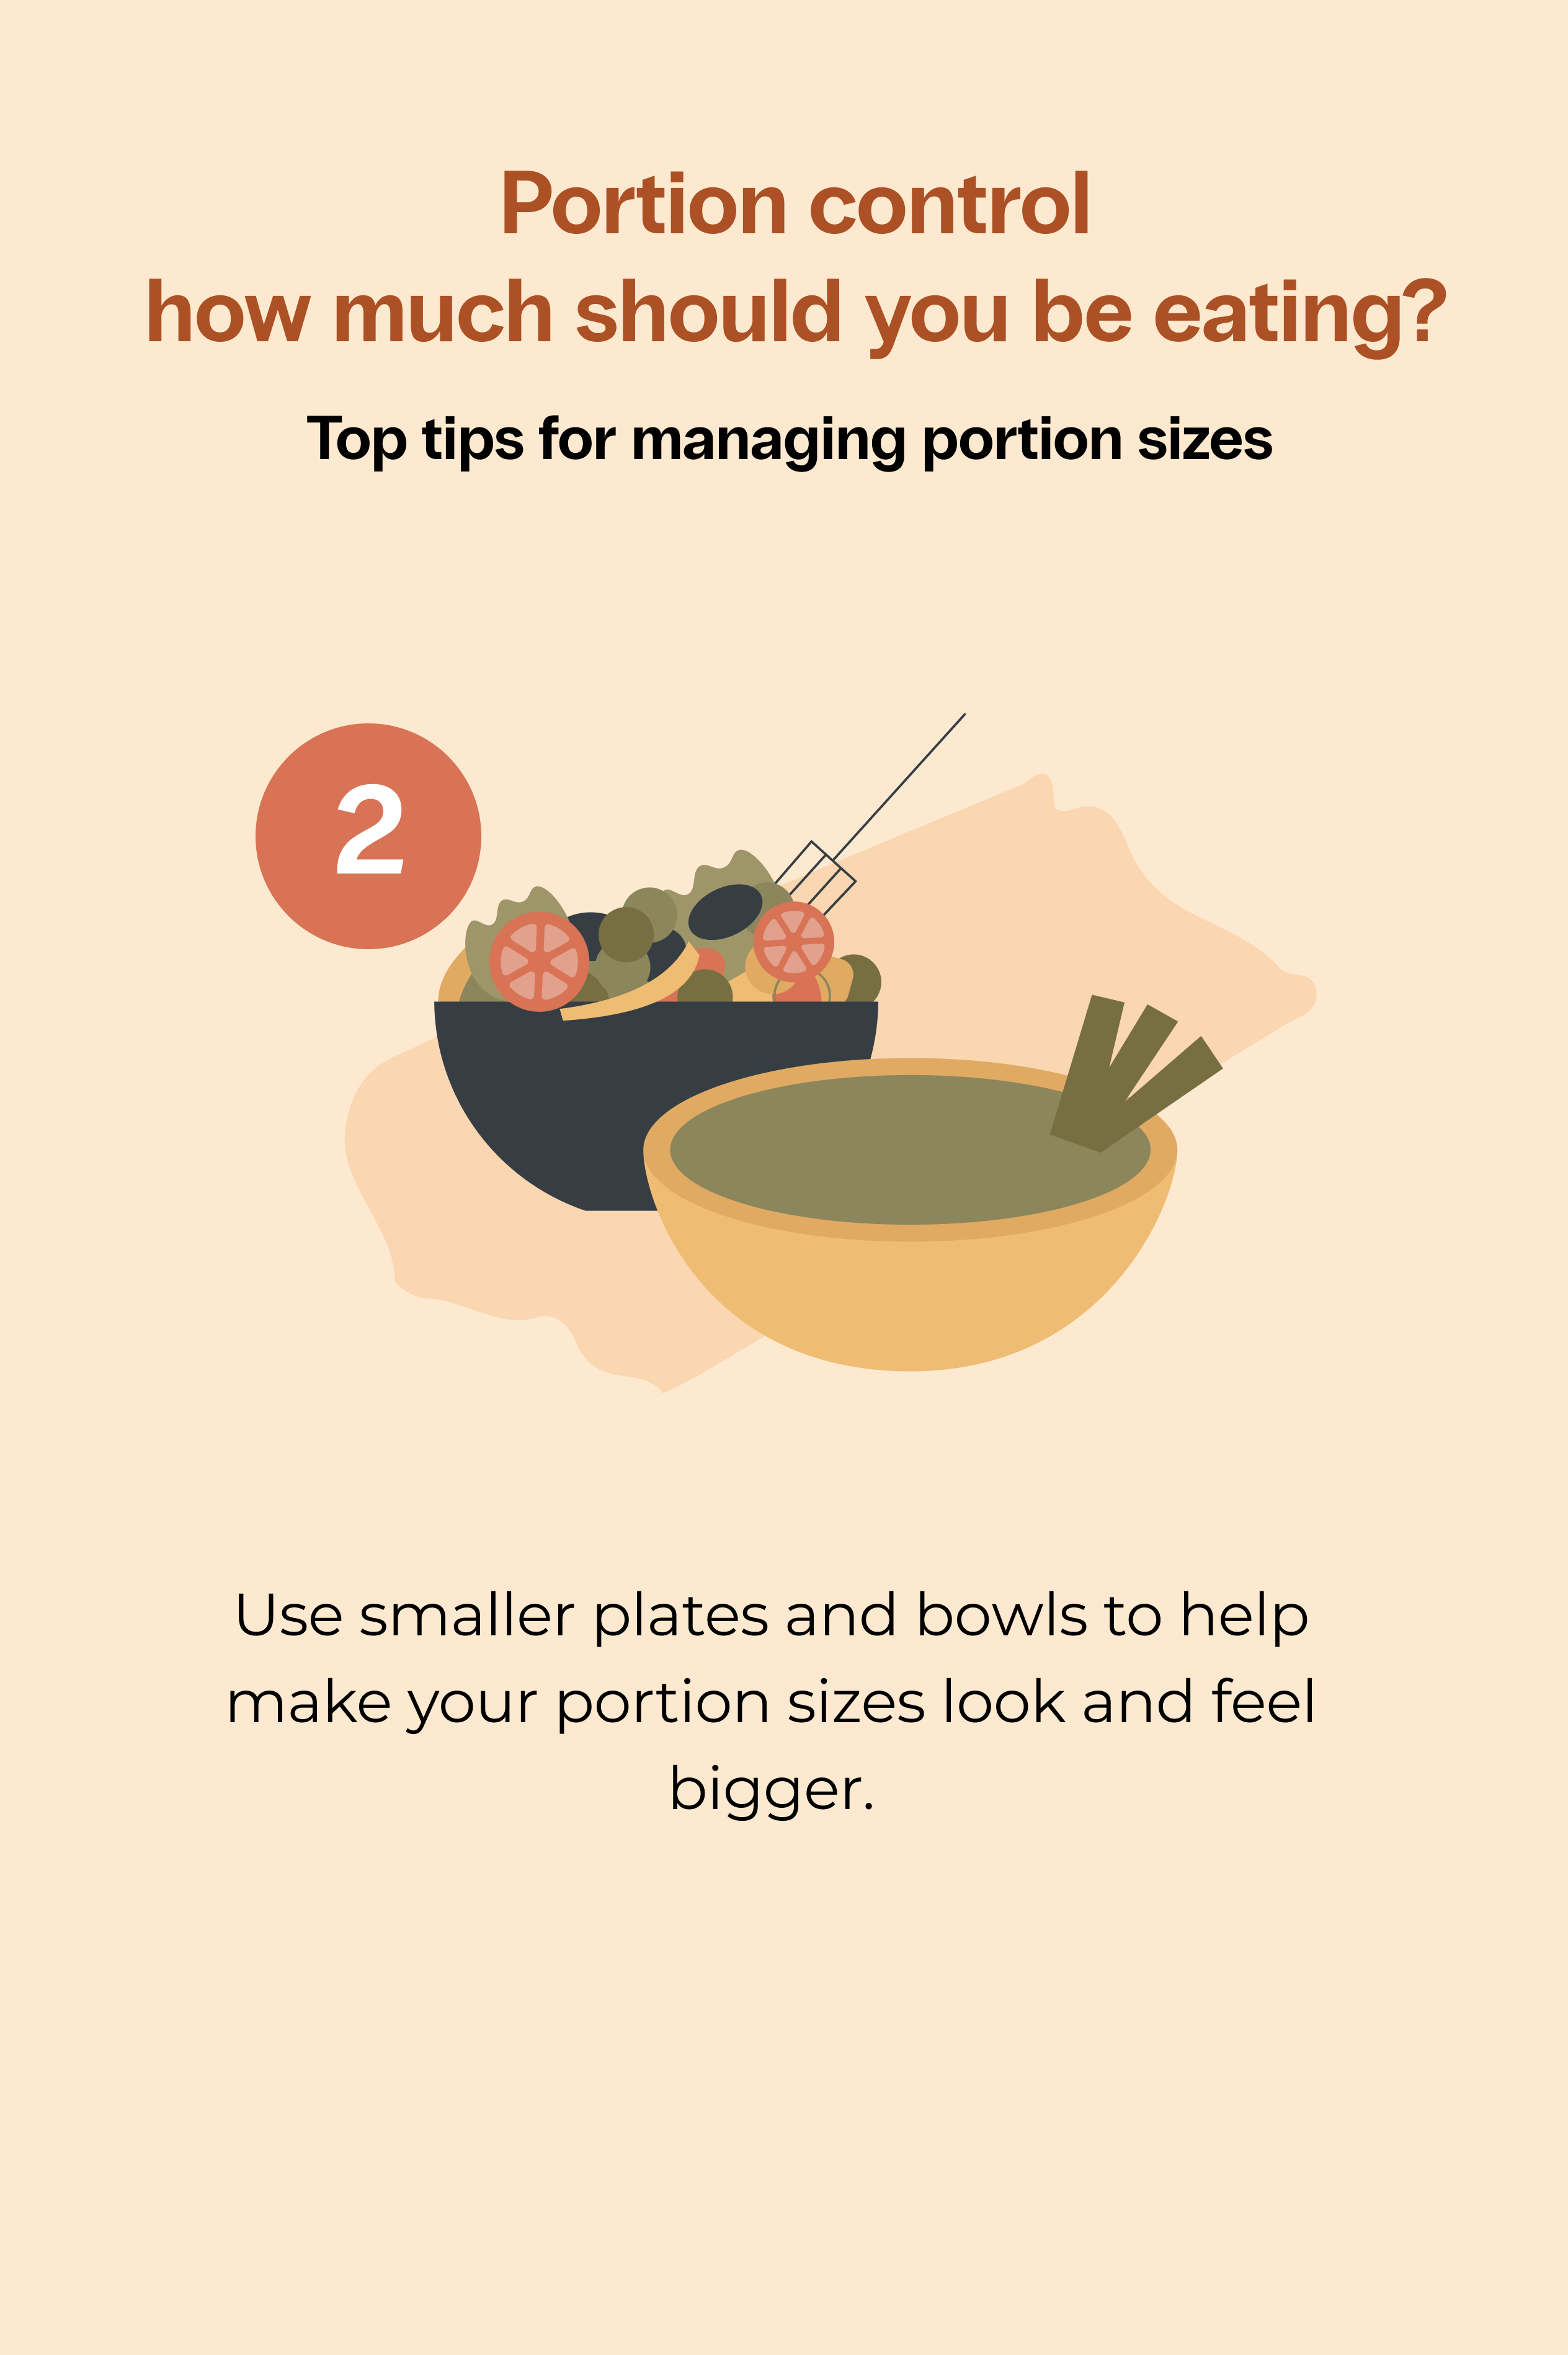 Portion control
how much should you be eating?
Top tips for managing portion sizes
2
Use smaller plates and bowls to help
make your portion sizes look and feel
bigger.